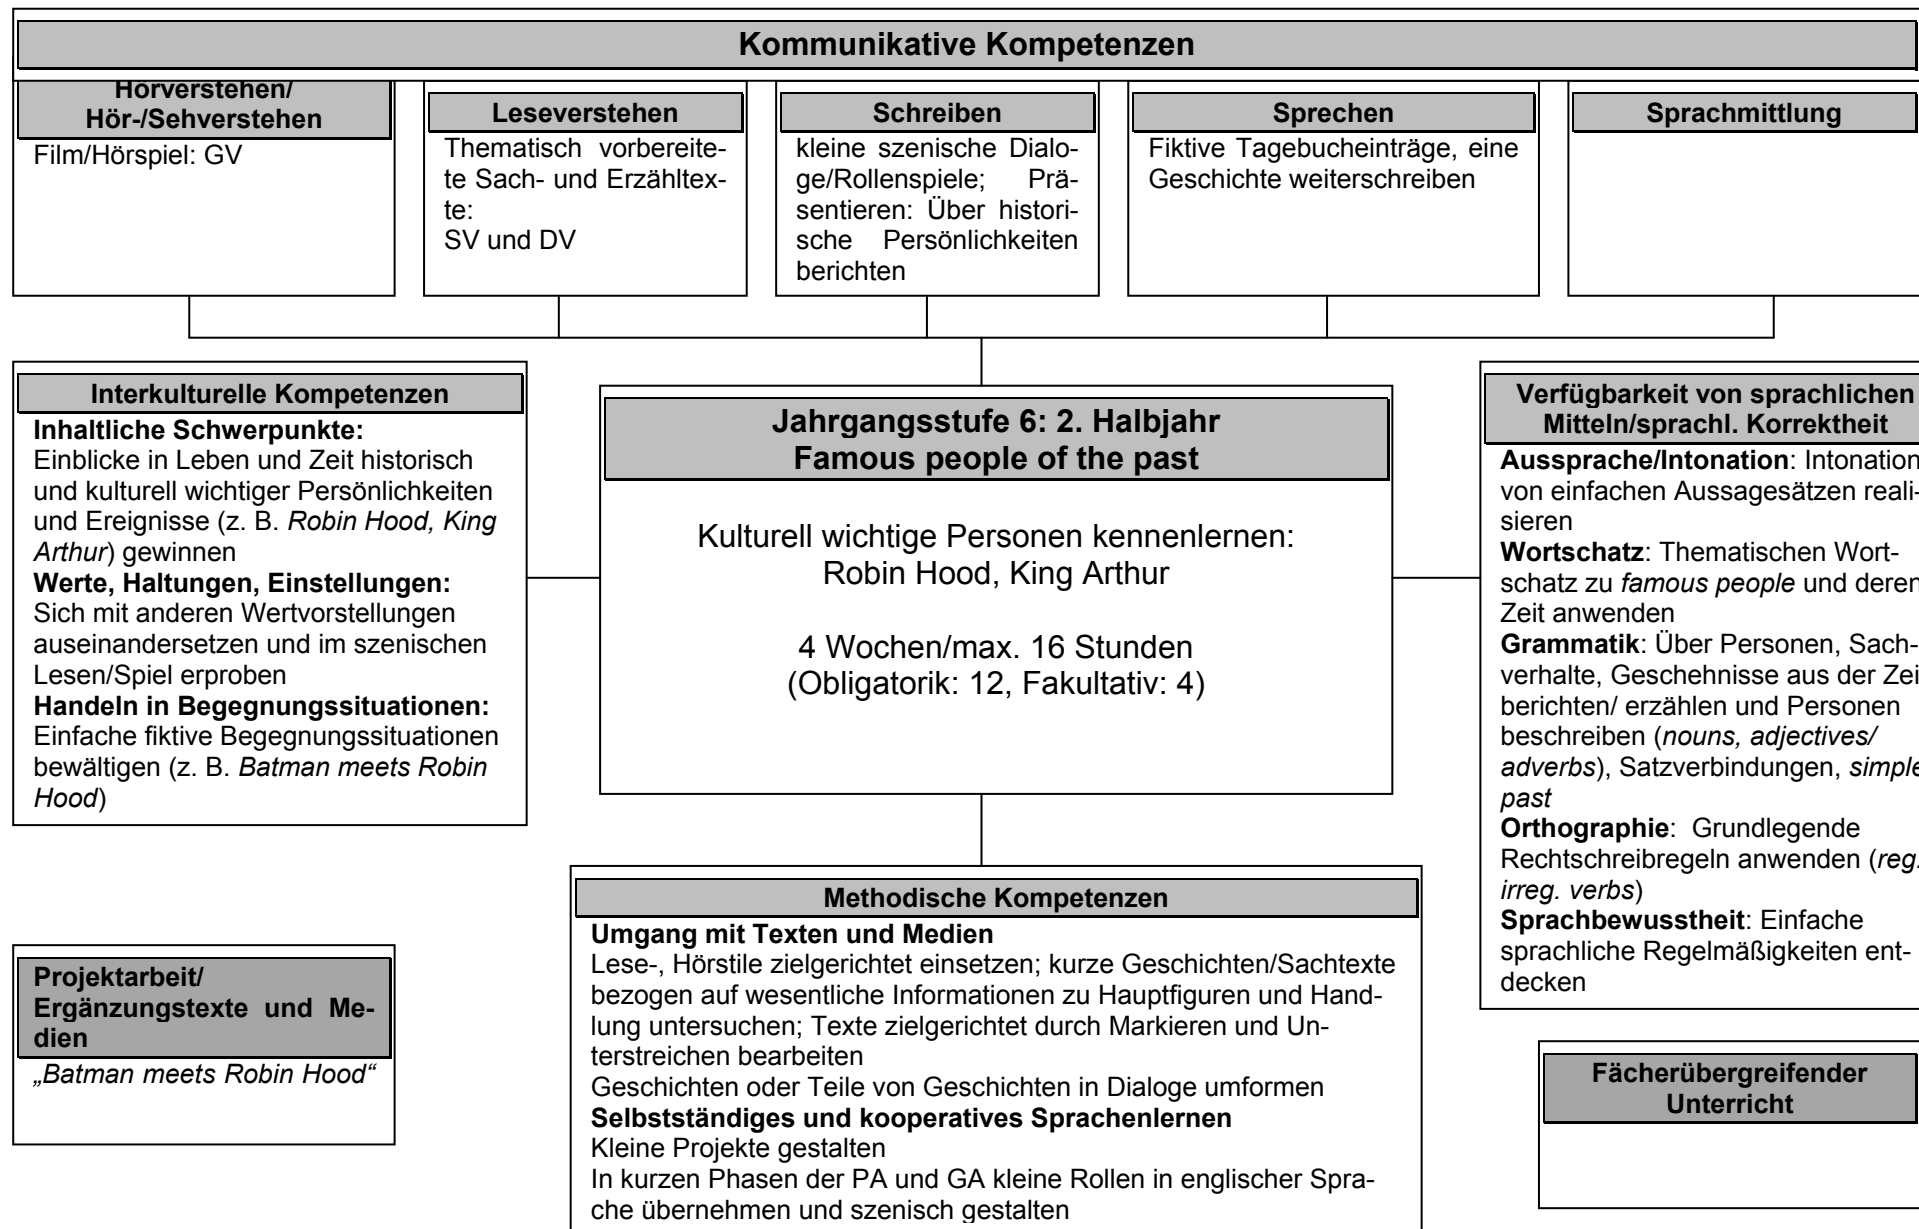 Kommunikative Kompetenzen
Hörverstehen/
Hör-/Sehverstehen
Film/Hörspiel: GV
Leseverstehen
Thematisch vorbereite-
te Sach- und Erzähltex-
te:
SV und DV
Schreiben
kleine szenische Dialo-
ge/Rollenspiele; Prä-
sentieren: Über histori-
sche Persönlichkeiten
berichten
Sprechen
Fiktive Tagebucheinträge, eine
Geschichte weiterschreiben
Sprachmittlung
Interkulturelle Kompetenzen
Inhaltliche Schwerpunkte:
Einblicke in Leben und Zeit historisch
und kulturell wichtiger Persönlichkeiten
und Ereignisse (z. B. Robin Hood, King
Arthur) gewinnen
Werte, Haltungen, Einstellungen:
Sich mit anderen Wertvorstellungen
auseinandersetzen und im szenischen
Lesen/Spiel erproben
Handeln in Begegnungssituationen:
Einfache fiktive Begegnungssituationen
bewältigen (z. B. Batman meets Robin
Hood)
Jahrgangsstufe 6: 2. Halbjahr
Famous people of the past
Kulturell wichtige Personen kennenlernen:
Robin Hood, King Arthur
4 Wochen/max. 16 Stunden
(Obligatorik: 12, Fakultativ: 4)
Verfügbarkeit von sprachlichen
Mitteln/sprachl. Korrektheit
Aussprache/Intonation: Intonation
von einfachen Aussagesätzen reali-
sieren
Wortschatz: Thematischen Wort-
schatz zu famous people und deren
Zeit anwenden
Grammatik: Über Personen, Sach-
verhalte, Geschehnisse aus der Zeit
berichten/ erzählen und Personen
beschreiben (nouns, adjectives/
adverbs), Satzverbindungen, simple
past
Orthographie: Grundlegende
Rechtschreibregeln anwenden (reg.
irreg. verbs)
Sprachbewusstheit: Einfache
sprachliche Regelmäßigkeiten ent-
decken
Methodische Kompetenzen
Umgang mit Texten und Medien
Lese-, Hörstile zielgerichtet einsetzen; kurze Geschichten/Sachtexte
bezogen auf wesentliche Informationen zu Hauptfiguren und Hand-
lung untersuchen; Texte zielgerichtet durch Markieren und Un-
terstreichen bearbeiten
Geschichten oder Teile von Geschichten in Dialoge umformen
Selbstständiges und kooperatives Sprachenlernen
Kleine Projekte gestalten
In kurzen Phasen der PA und GA kleine Rollen in englischer Spra-
che übernehmen und szenisch gestalten
Projektarbeit/
Ergänzungstexte und Me-
dien
„Batman meets Robin Hood“
Fächerübergreifender
Unterricht